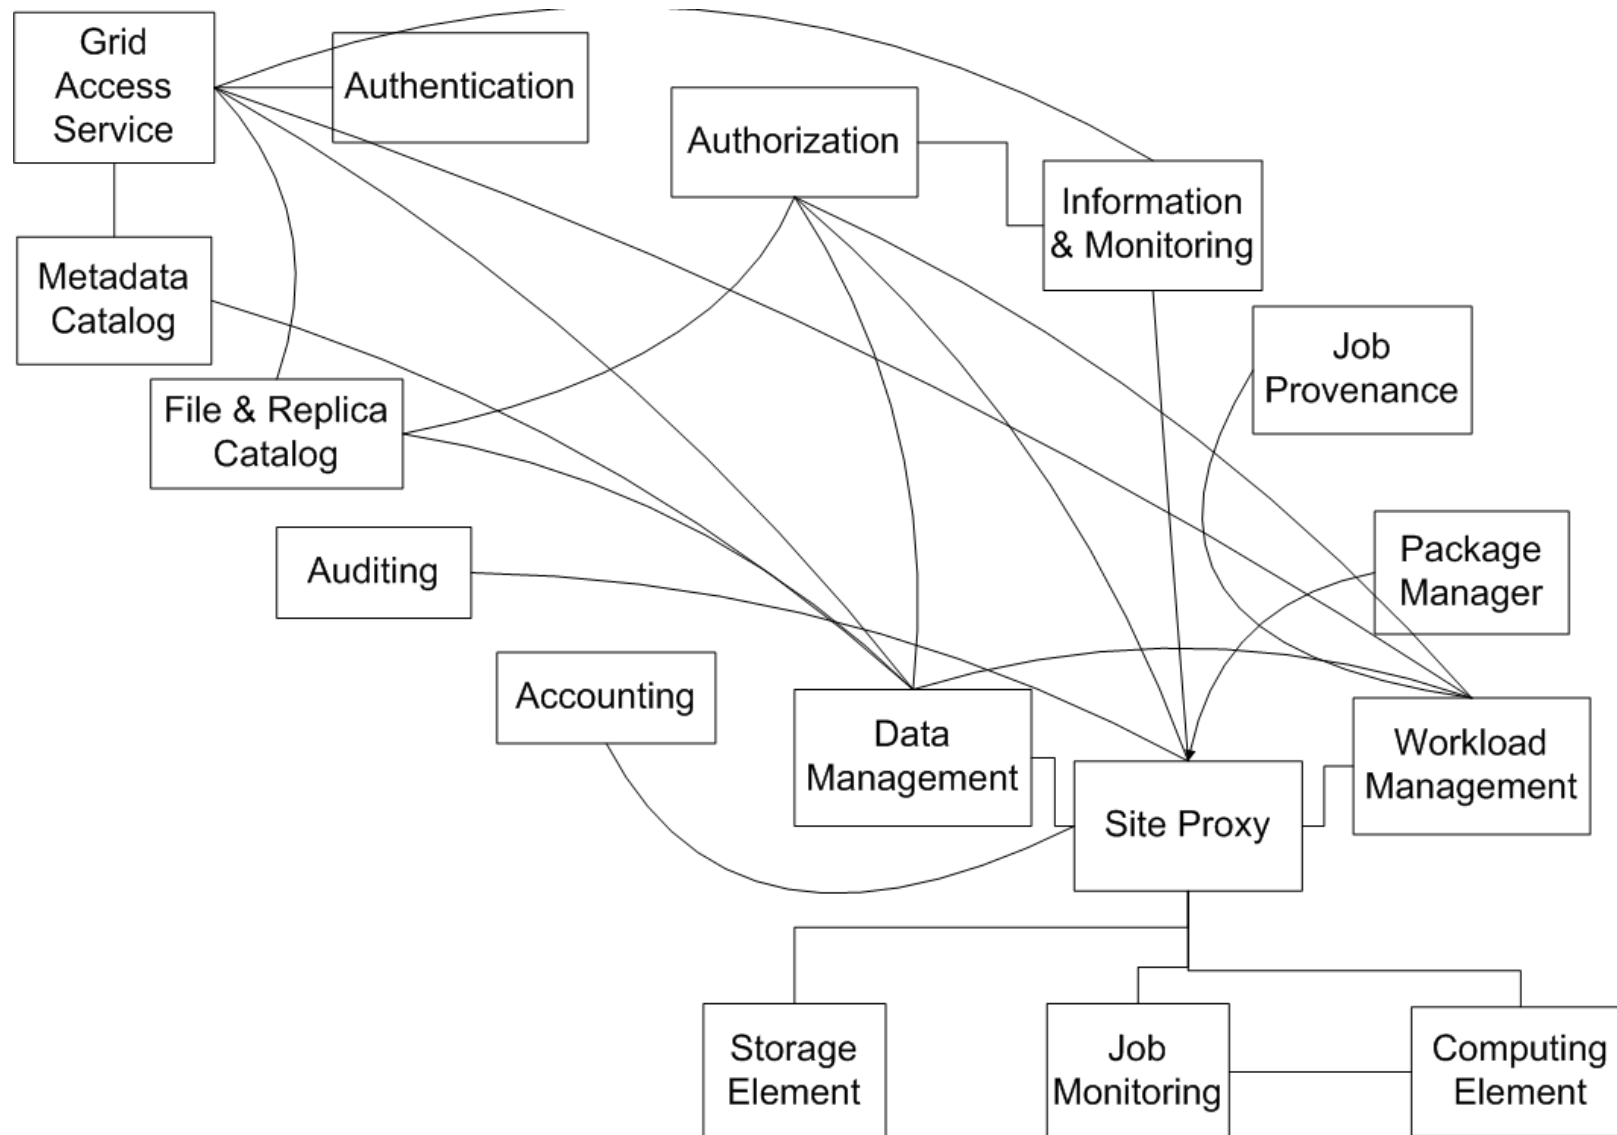 Grid
Access
Service
Authentication
Authorization
Information
& Monitoring
Metadata
Catalog
Job
Provenance
File & Replica
Catalog
Package
Manager
Auditing
Accounting
Data
Management
Workload
Management
Site Proxy
Storage
Element
Job
Monitoring
Computing
Element